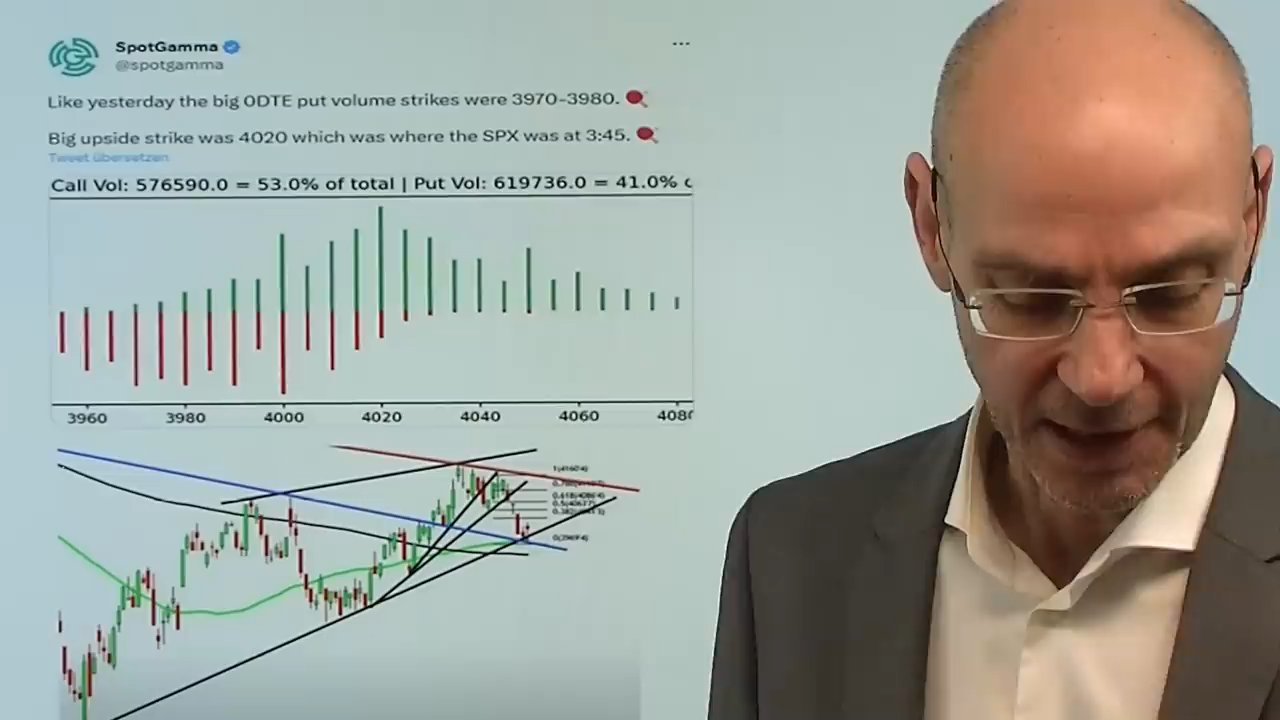 SpotGamma
@spotgamma
Like yesterday the big 0DTE put volume strikes were 3970-3980.
Big upside strike was 4020 which was where the SPX was at 3:45.
Tweet übersetzen
Call Vol: 576590.0 = 53.0% of total | Put Vol: 619736.0 = 41.0%
3960 3980 4000 4020 4040 4060 4080